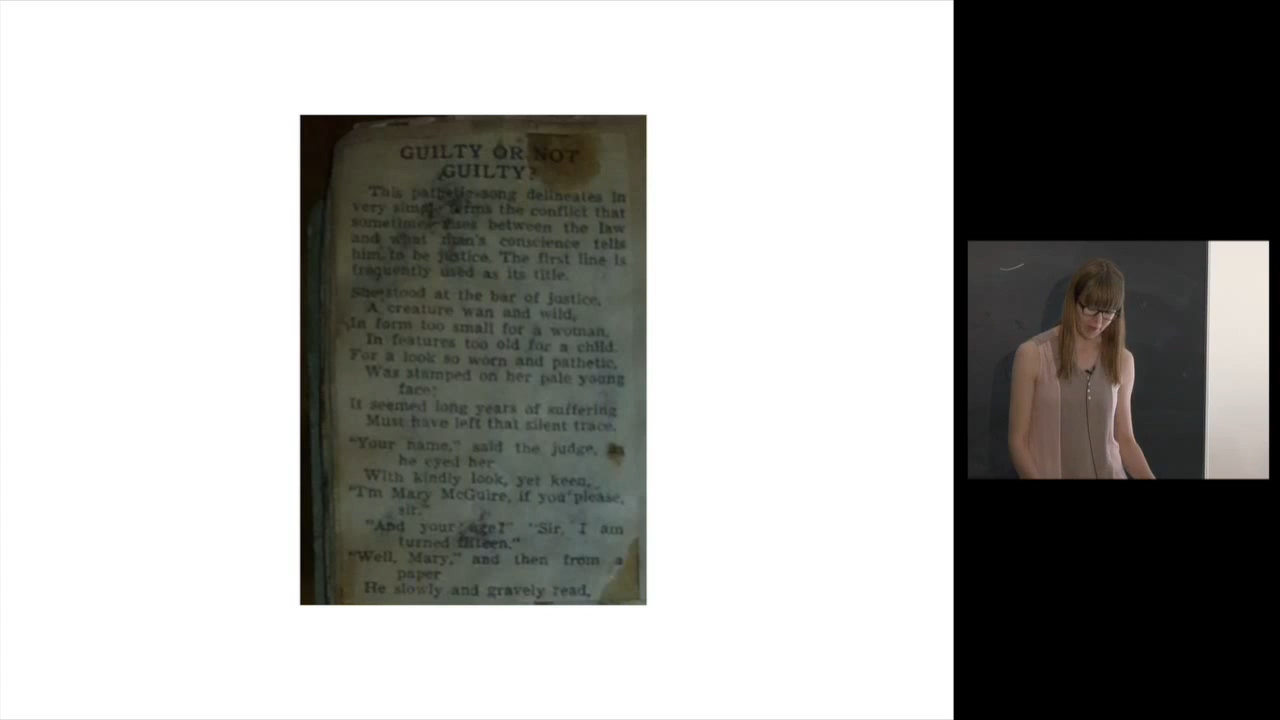 GUILTY OR NOT
GUILTY?
This pathetic song delineates in
very simple terms the conflict that
sometimes rises between the law
and what man's conscience tells
him to be justice. The first line is
frequently used as its title.
She stood at the bar of justice,
A creature wan and wild,
In form too small for a woman,
In features too old for a child.
For a look so worn and pathetic,
Was stamped on her pale young
face;
It seemed long years of suffering
Must have left that silent trace.
"Your name," said the judge, as
he eyed her
With kindly look, yet keen,
"I'm Mary McGuire, if you please,
sir."
"And your age?" "Sir, I am
turned fifteen."
"Well, Mary," and then from a
paper
He slowly and gravely read,